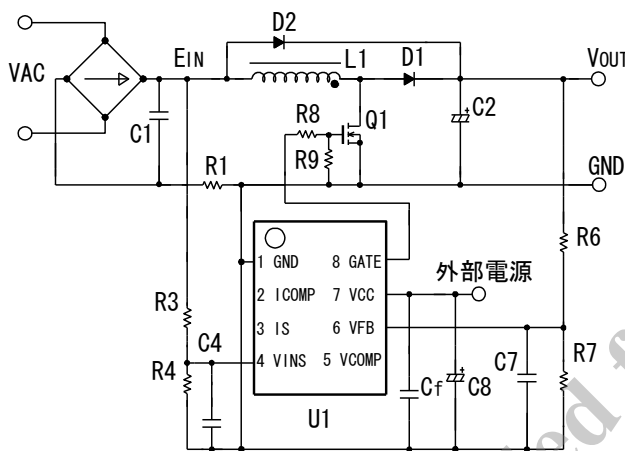 D2
EIN
L1
D1
VOUT
VAC
C1
R8
Q1
C2
R9
R1
GND
1 GND
8 GATE
R6
外部電源
2 ICOMP
7 VCC
R3
3 IS
6 VFB
C4
4 VINS
5 VCOMP
R4
C7
R7
Cf
C8
U1